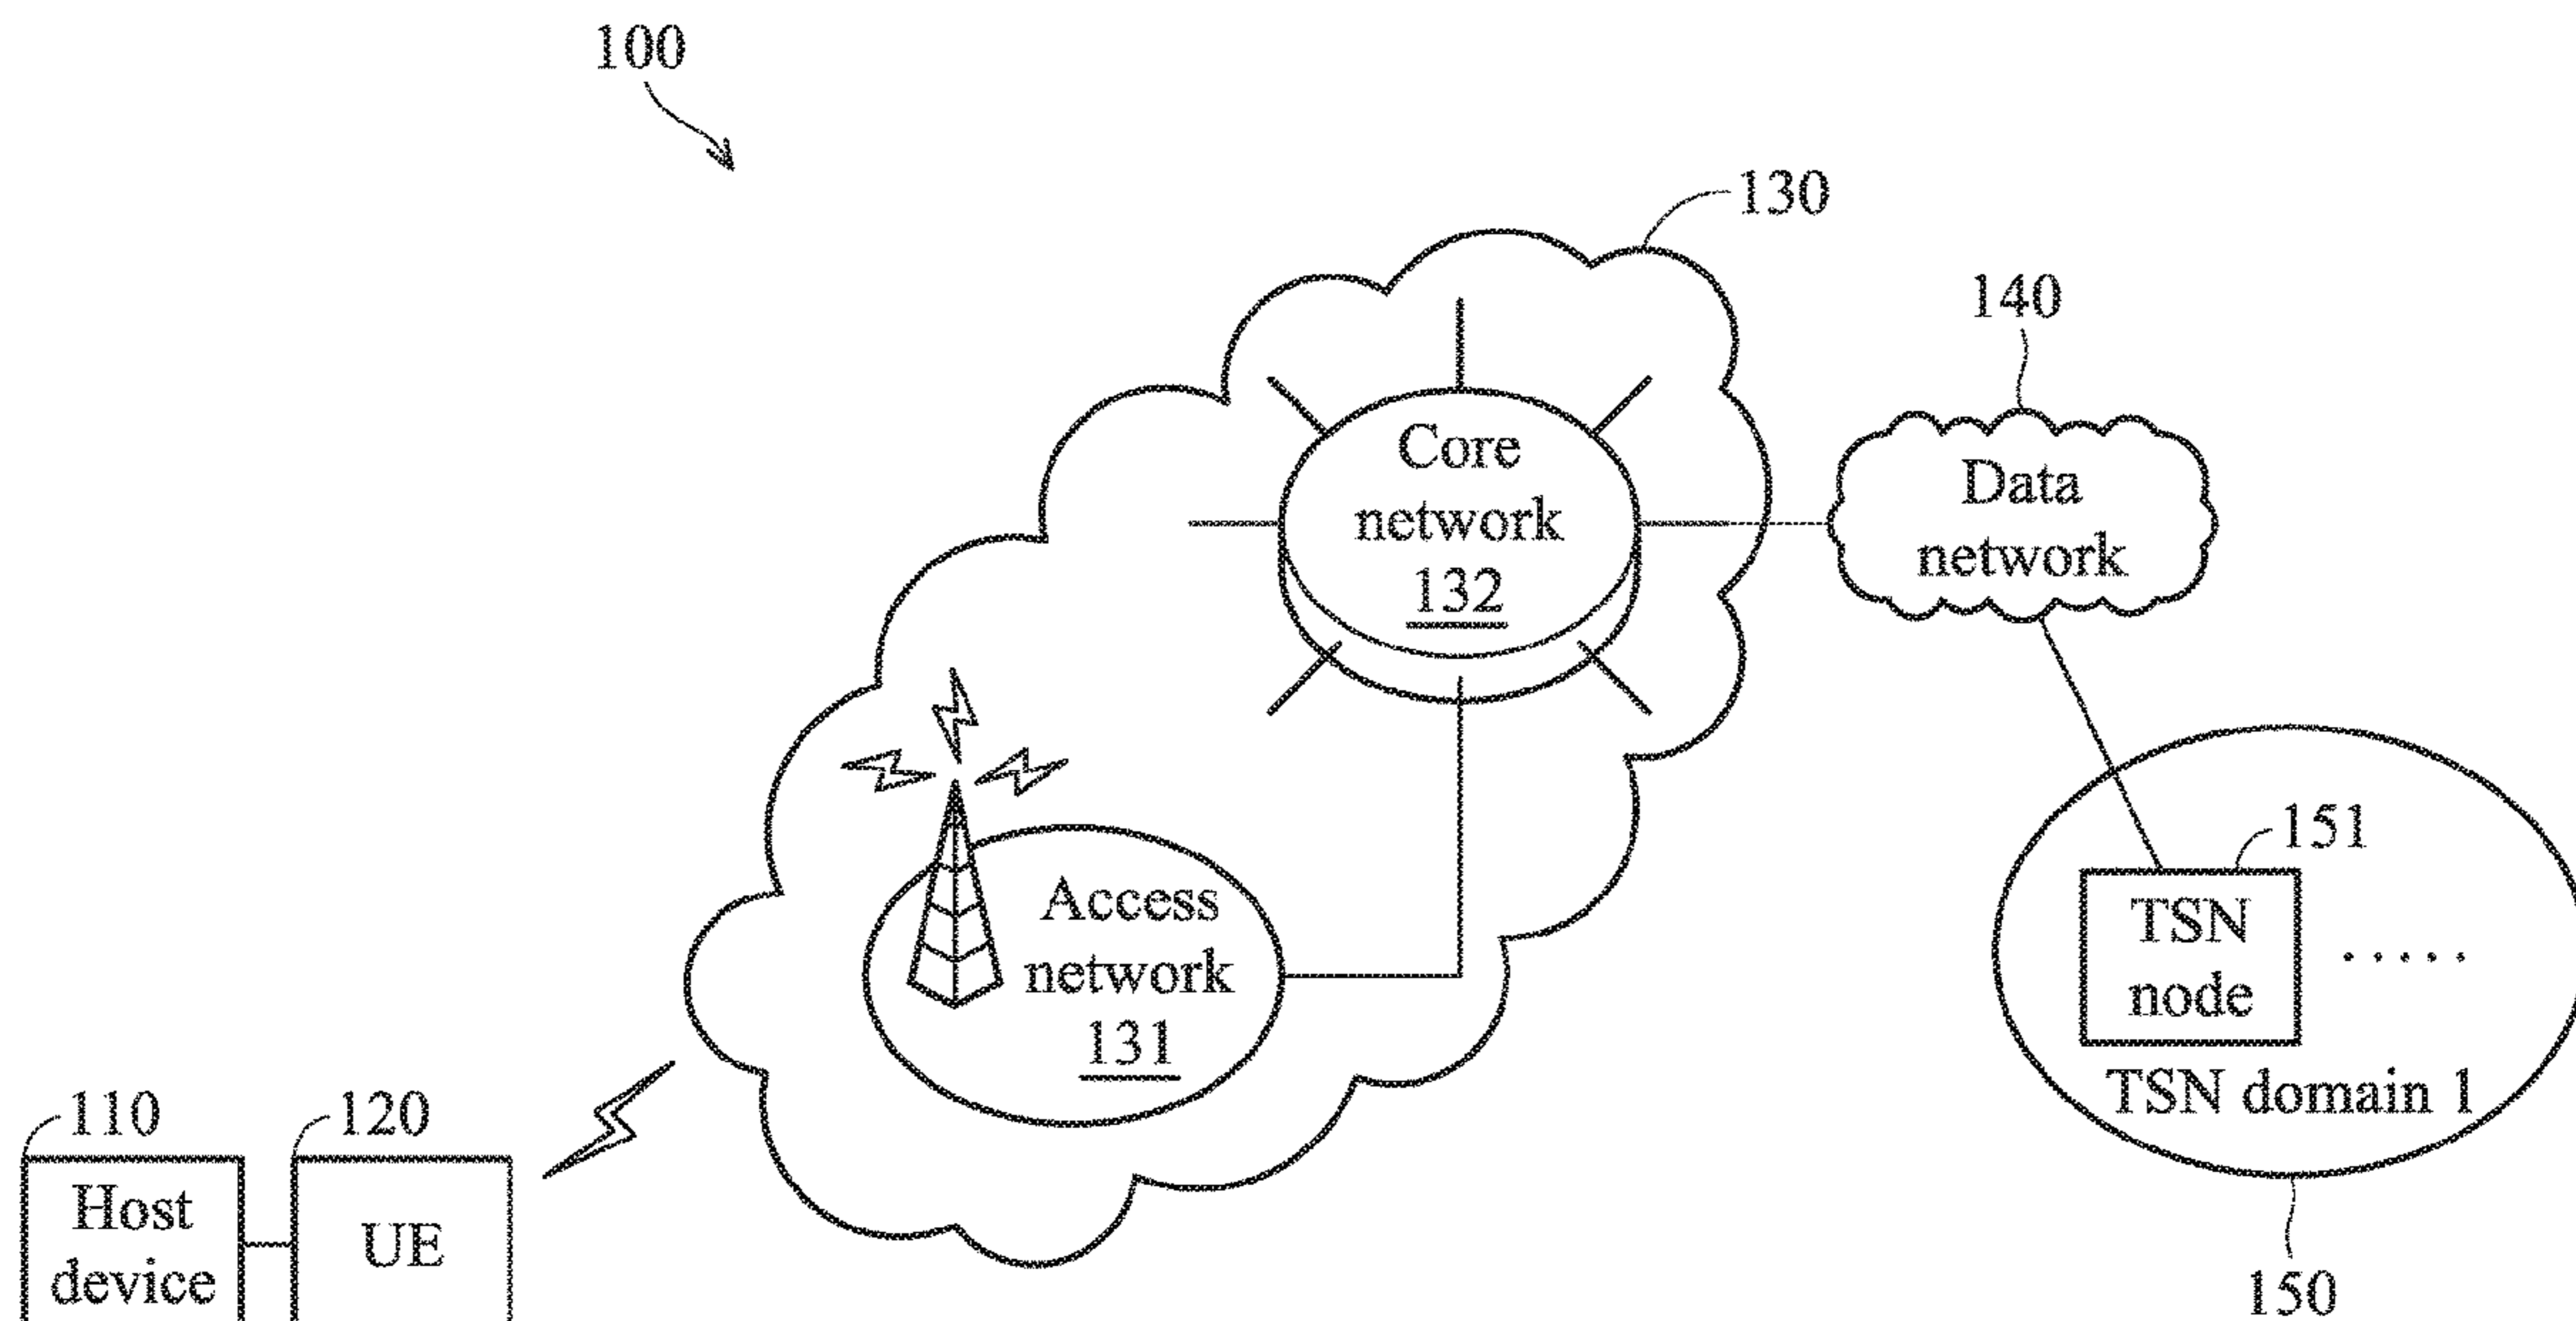 100
130
140
Core
network
132
Data
network
151
TSN
node
.....
TSN domain 1
150
Access
network
131
110
120
Host
device
UE